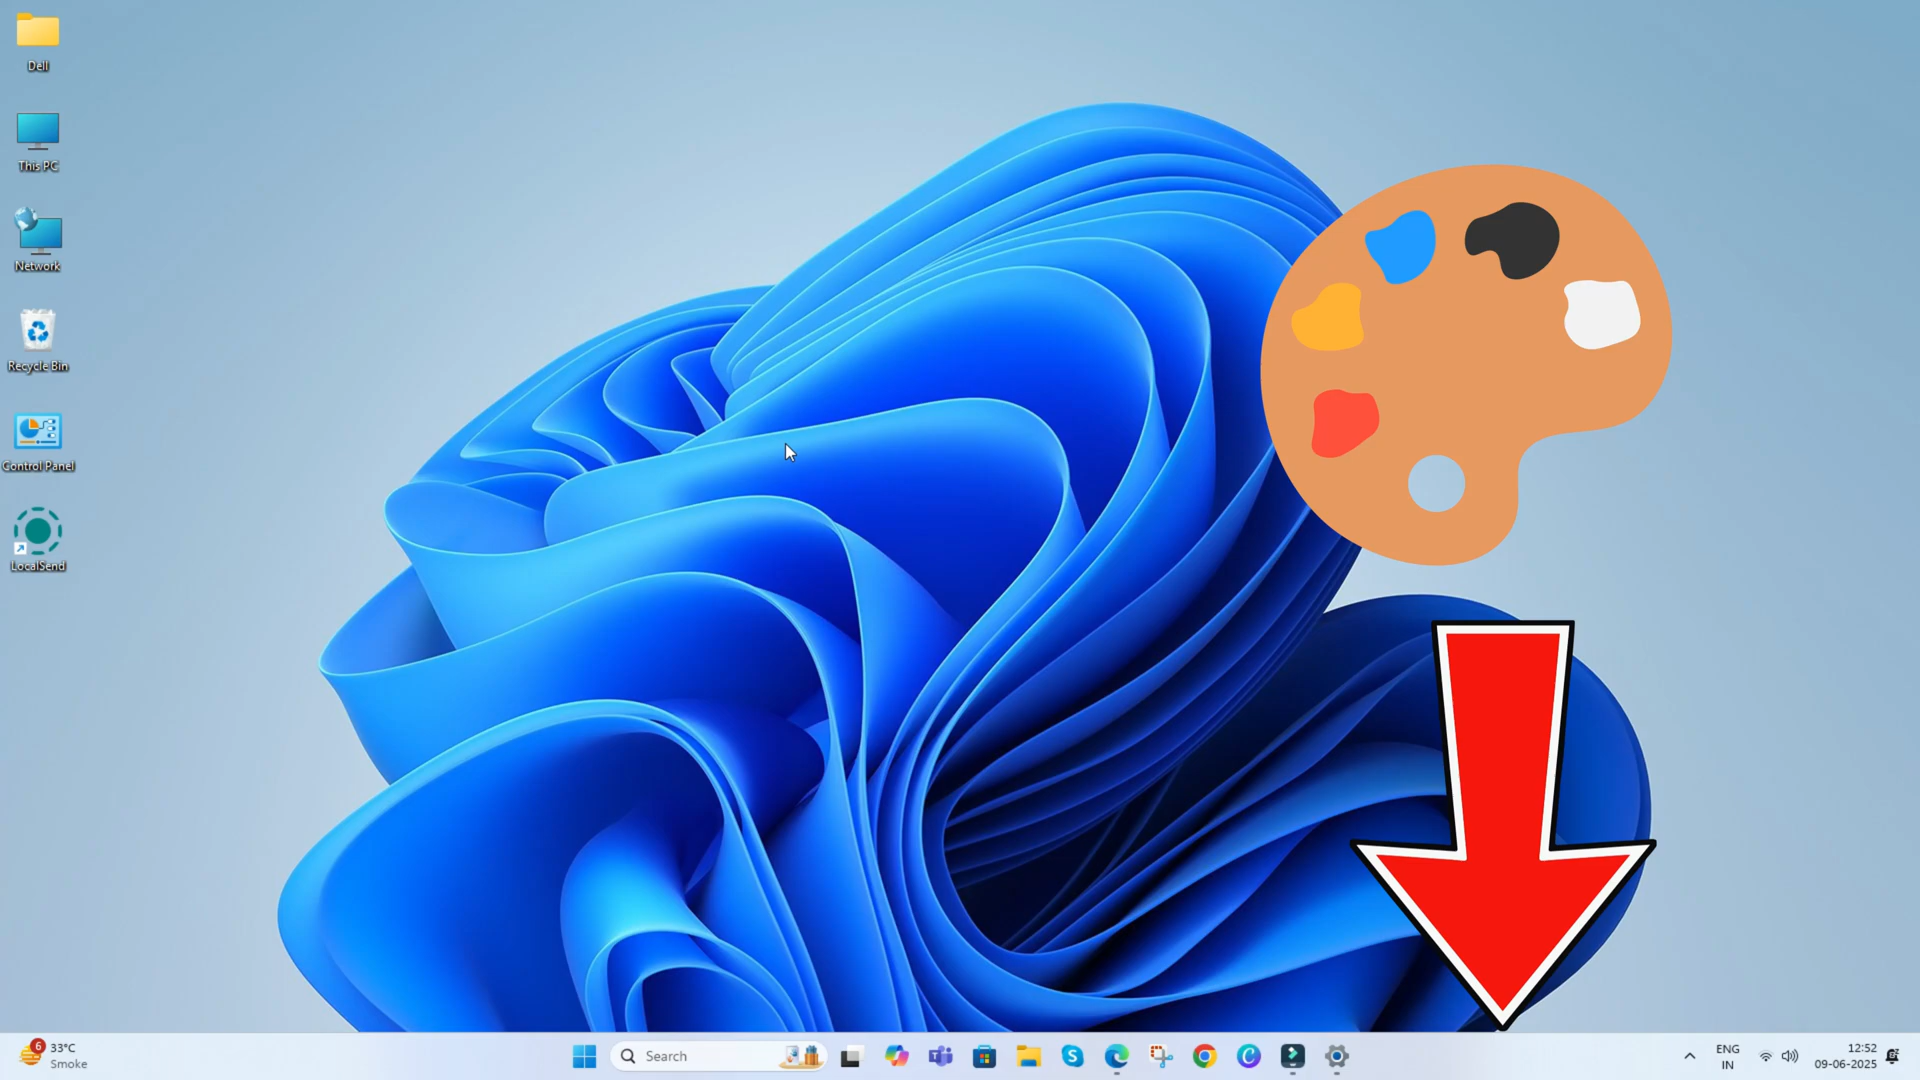 Dell
This PC
Network
Recycle Bin
Control Panel
LocalSend
6
33°C
Smoke
Search
ENG
IN
12:52
09-06-2025